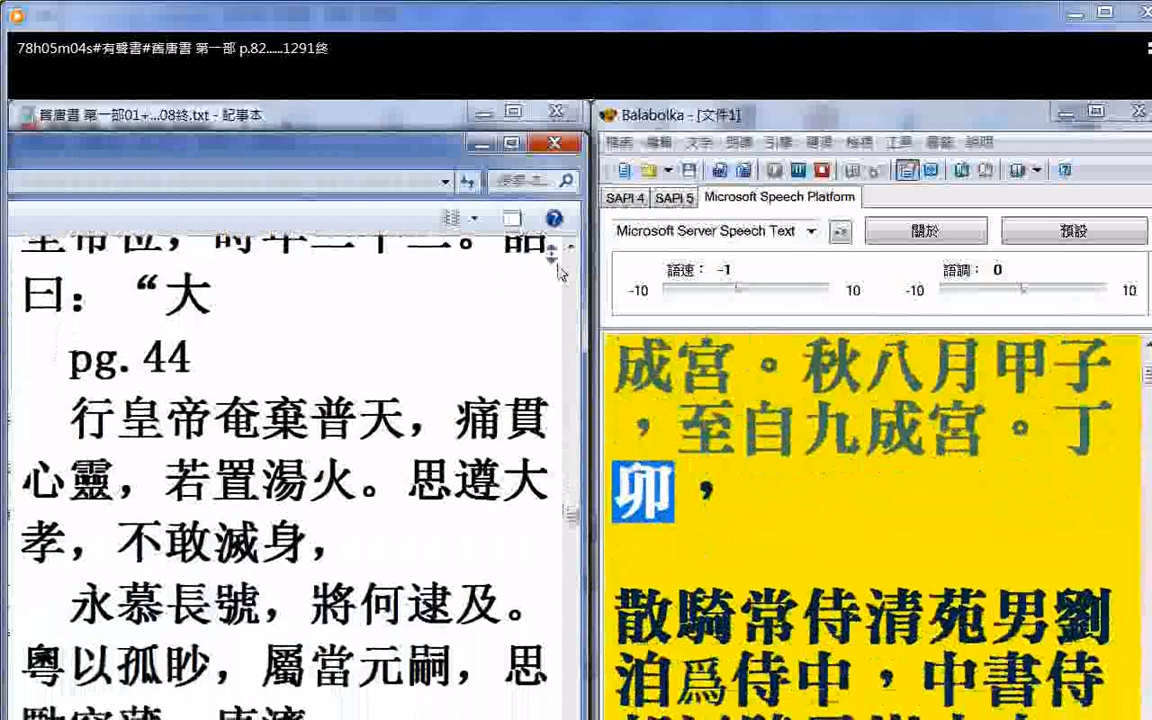 78h05m04s#有聲書#舊唐書 第一部 p.82......1291终
舊唐書 第一部01+...08終.txt - 記事本
Balabolka - [文件1]
SAPI 4
SAPI 5
Microsoft Speech Platform
Microsoft Server Speech Text
關於
預設
語速： -1
語調： 0
-10
10
-10
10
曰：“大
pg.44
行皇帝奄棄普天，痛貫
心靈，若置湯火。思遵大
孝，不敢滅身，
永慕長號，將何逮及。
粵以孤眇，屬當元嗣，思
成宮。秋八月甲子
，至自九成宮。丁
卯，
散騎常侍清苑男劉
洎爲侍中，中書侍